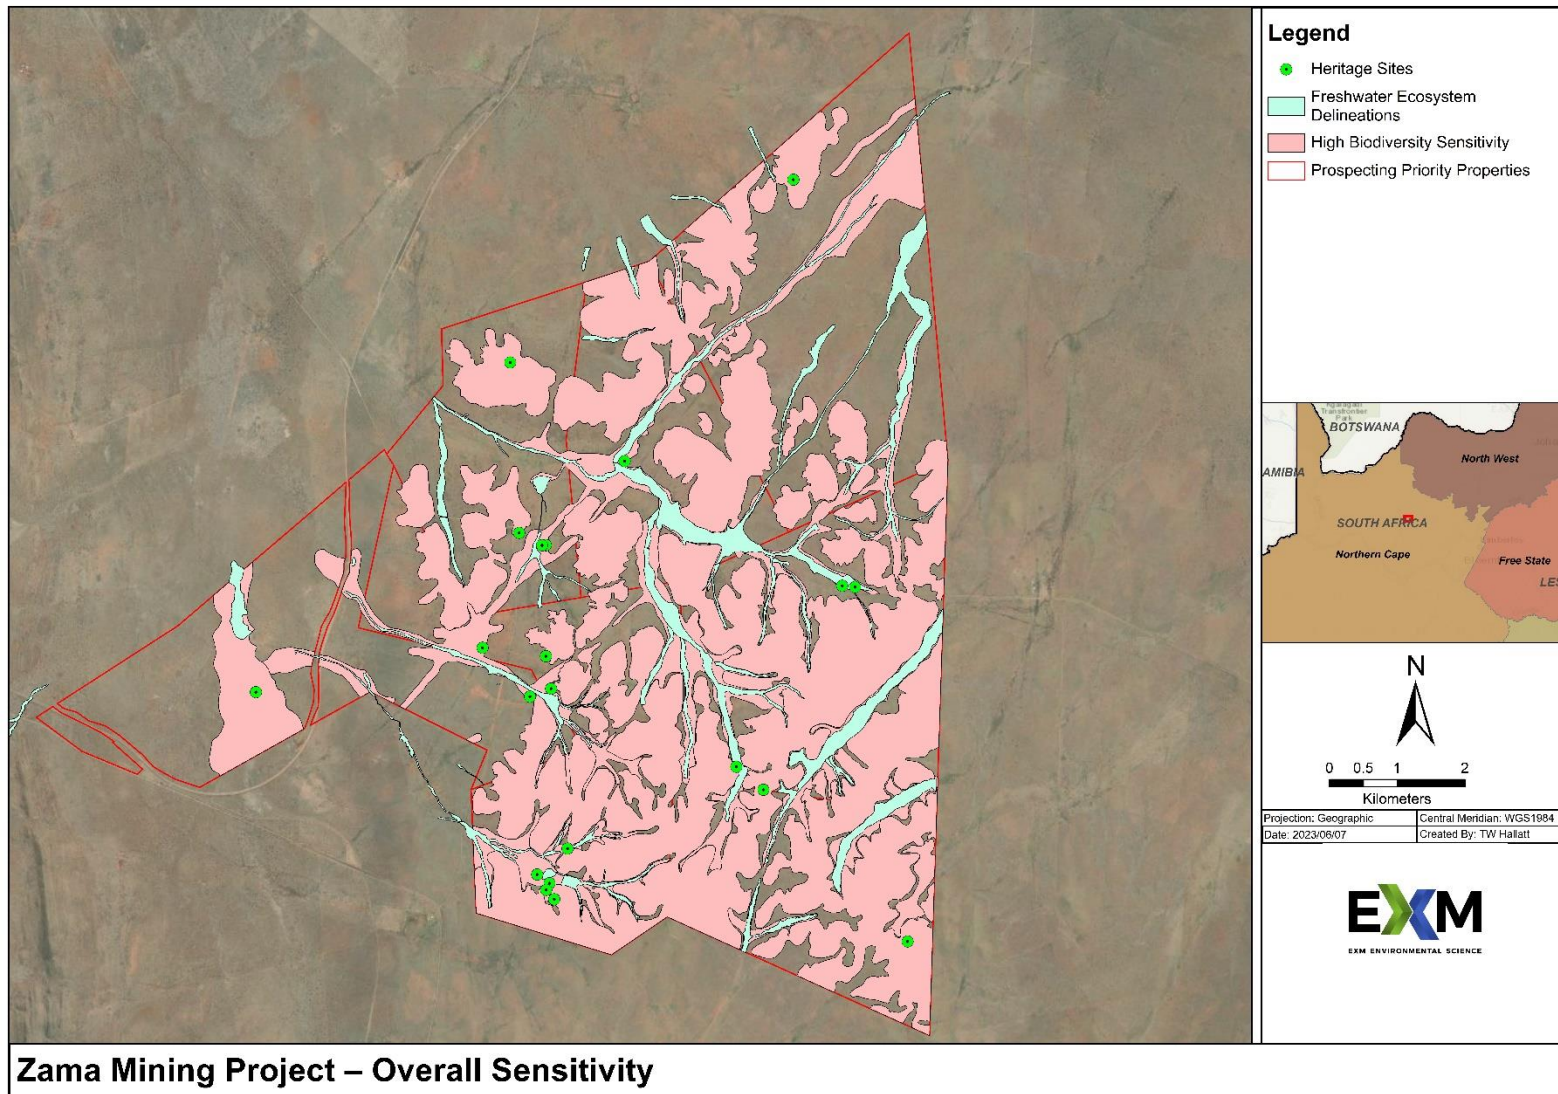 Legend
Heritage Sites
Freshwater Ecosystem
Delineations
High Biodiversity Sensitivity
Prospecting Priority Properties
Transfrontier
Park
BOTSWANA
AMIBIA
North West
SOUTH AFRICA
Northern Cape
Free State
LES
N
0 0.5 1 2
Kilometers
Projection: Geographic Central Meridian: WGS1984
Date: 2023/06/07 Created By: TW Hallatt
EXM
EXM ENVIRONMENTAL SCIENCE
Zama Mining Project – Overall Sensitivity